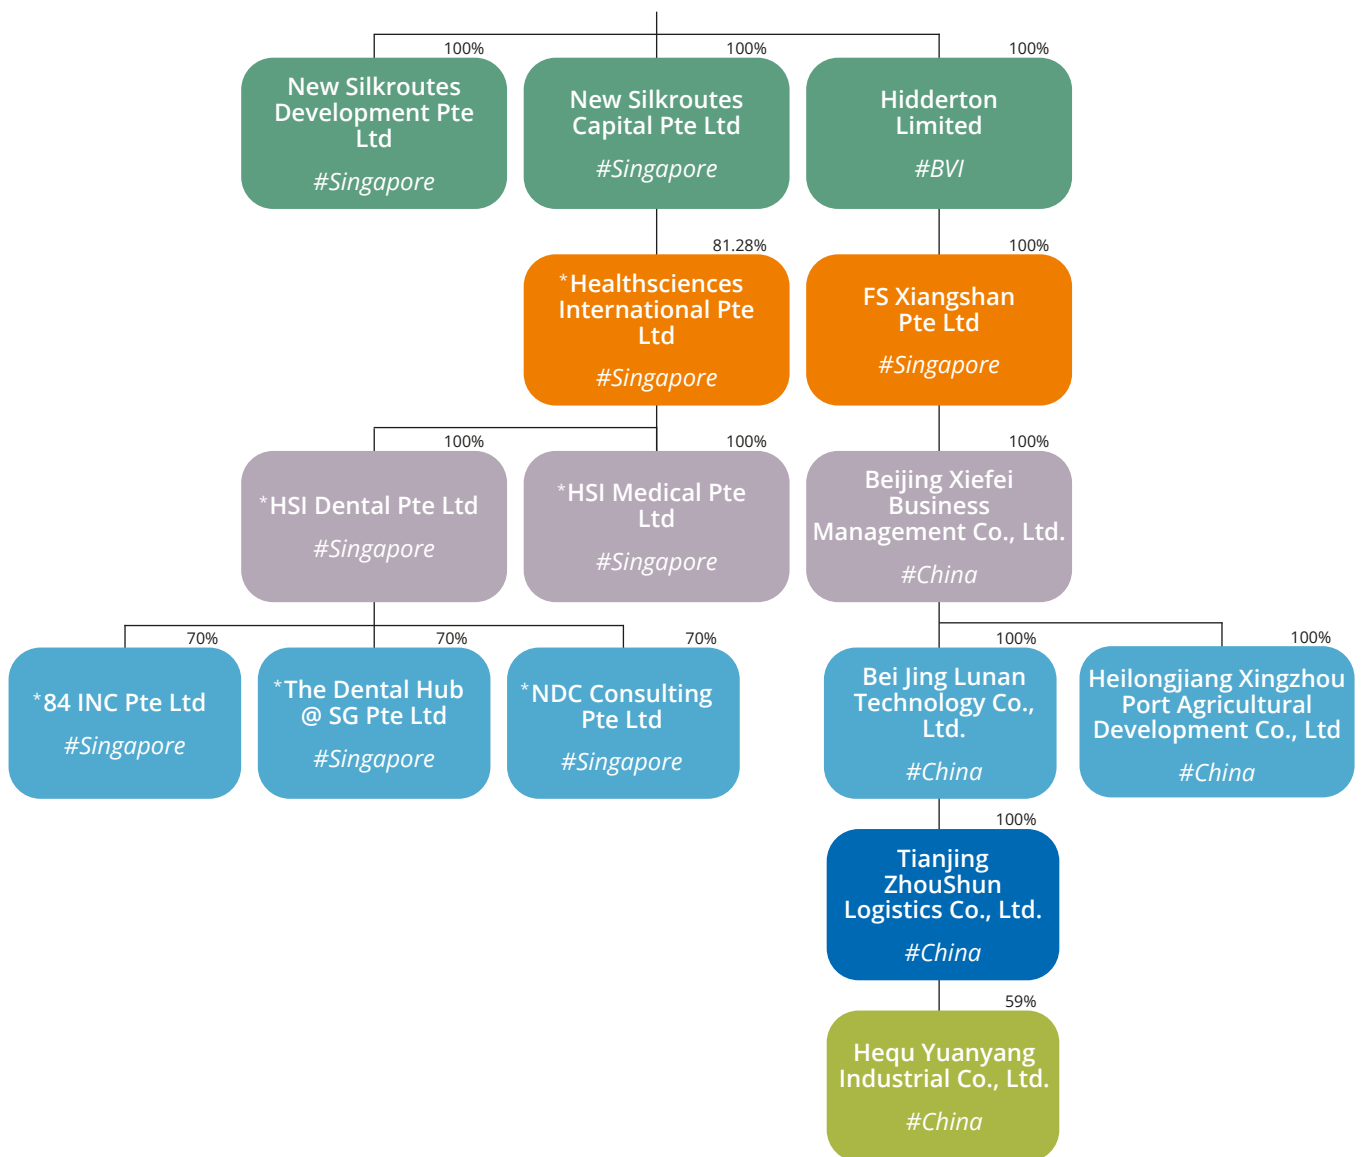 100%
New Silkroutes
Development Pte
Ltd
#Singapore
100%
New Silkroutes
Capital Pte Ltd
#Singapore
100%
Hidderton
Limited
#BVI
81.28%
*Healthsciences
International Pte
Ltd
#Singapore
100%
FS Xiangshan
Pte Ltd
#Singapore
100%
*HSI Dental Pte Ltd
#Singapore
100%
*HSI Medical Pte
Ltd
#Singapore
100%
Beijing Xiefei
Business
Management Co., Ltd.
#China
70%
*84 INC Pte Ltd
#Singapore
70%
*The Dental Hub
@ SG Pte Ltd
#Singapore
70%
*NDC Consulting
Pte Ltd
#Singapore
100%
Bei Jing Lunan
Technology Co.,
Ltd.
#China
100%
Heilongjiang Xingzhou
Port Agricultural
Development Co., Ltd
#China
100%
Tianjing
ZhouShun
Logistics Co., Ltd.
#China
59%
Hequ Yuanyang
Industrial Co., Ltd.
#China